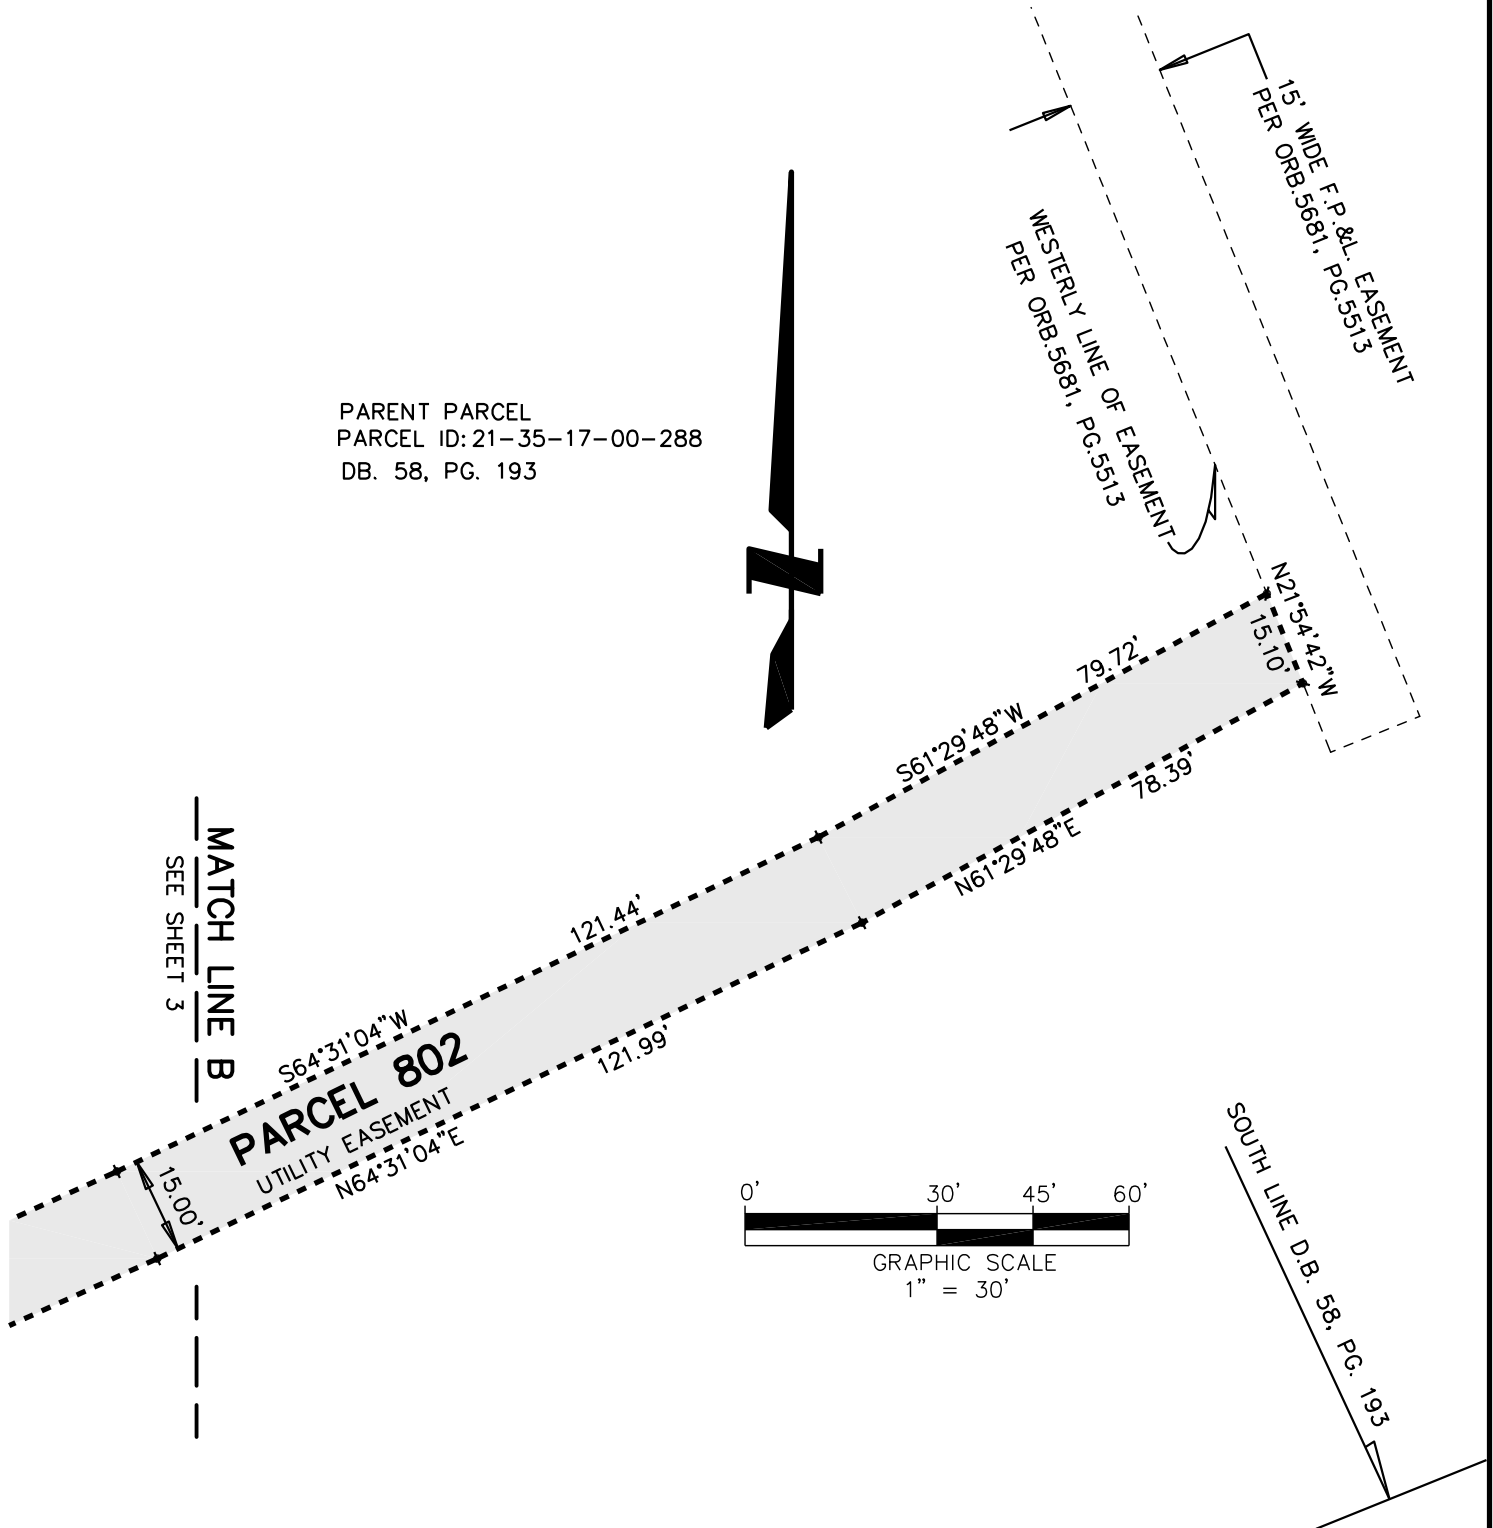 15' WIDE F.P.&L. EASEMENT
PER ORB.5681, PG.5513
WESTERLY LINE OF EASEMENT
PER ORB.5681, PG.5513
PARENT PARCEL
PARCEL ID: 21-35-17-00-288
DB. 58, PG. 193
N
N21°54'42"W
15.10'
79.72'
S61°29'48"W
78.39'
N61°29'48"E
MATCH LINE B
SEE SHEET 3
121.44'
S64°31'04"W
121.99'
PARCEL 802
UTILITY EASEMENT
N64°31'04"E
15.00'
0' 30' 45' 60'
GRAPHIC SCALE
1" = 30'
SOUTH LINE D.B. 58, PG. 193